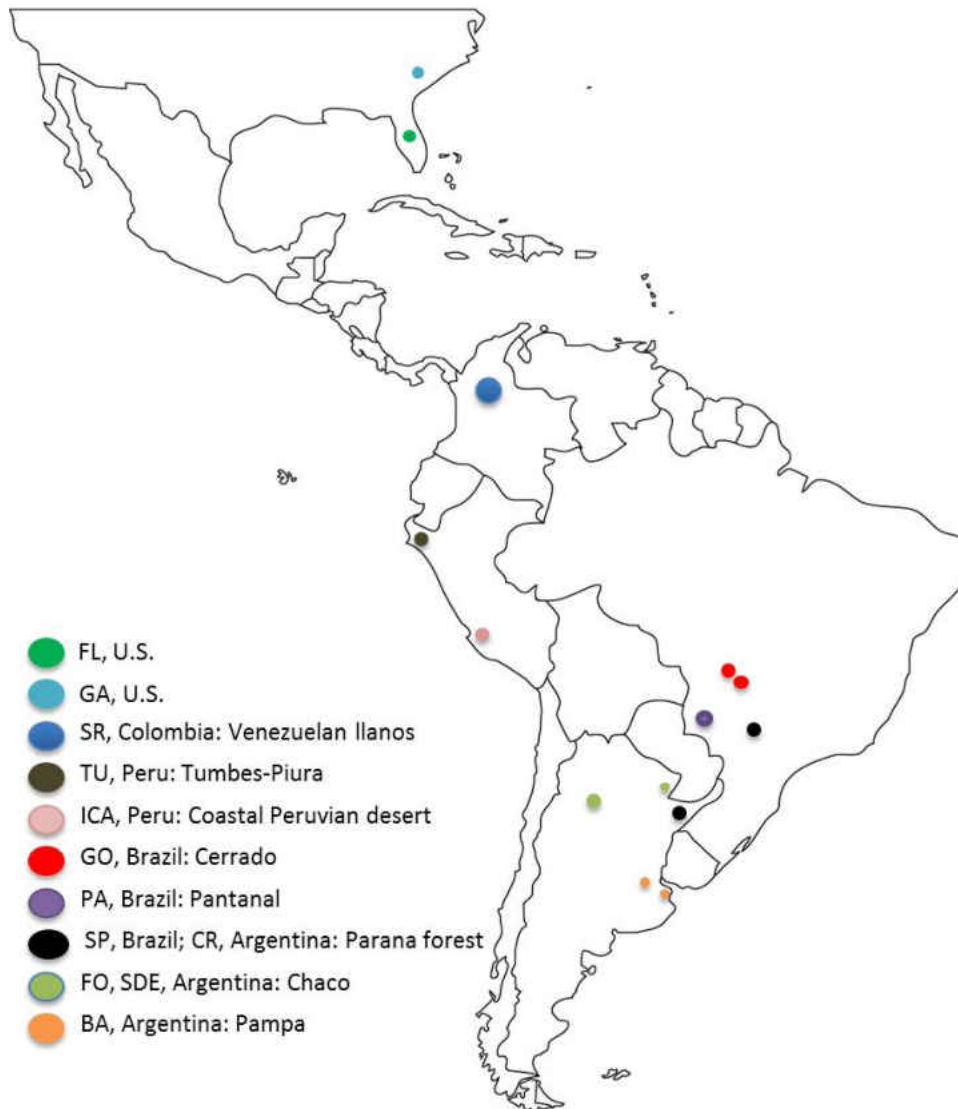 FL, U.S.
GA, U.S.
SR, Colombia: Venezuelan llanos
TU, Peru: Tumbes-Piura
ICA, Peru: Coastal Peruvian desert
GO, Brazil: Cerrado
PA, Brazil: Pantanal
SP, Brazil; CR, Argentina: Parana forest
FO, SDE, Argentina: Chaco
BA, Argentina: Pampa